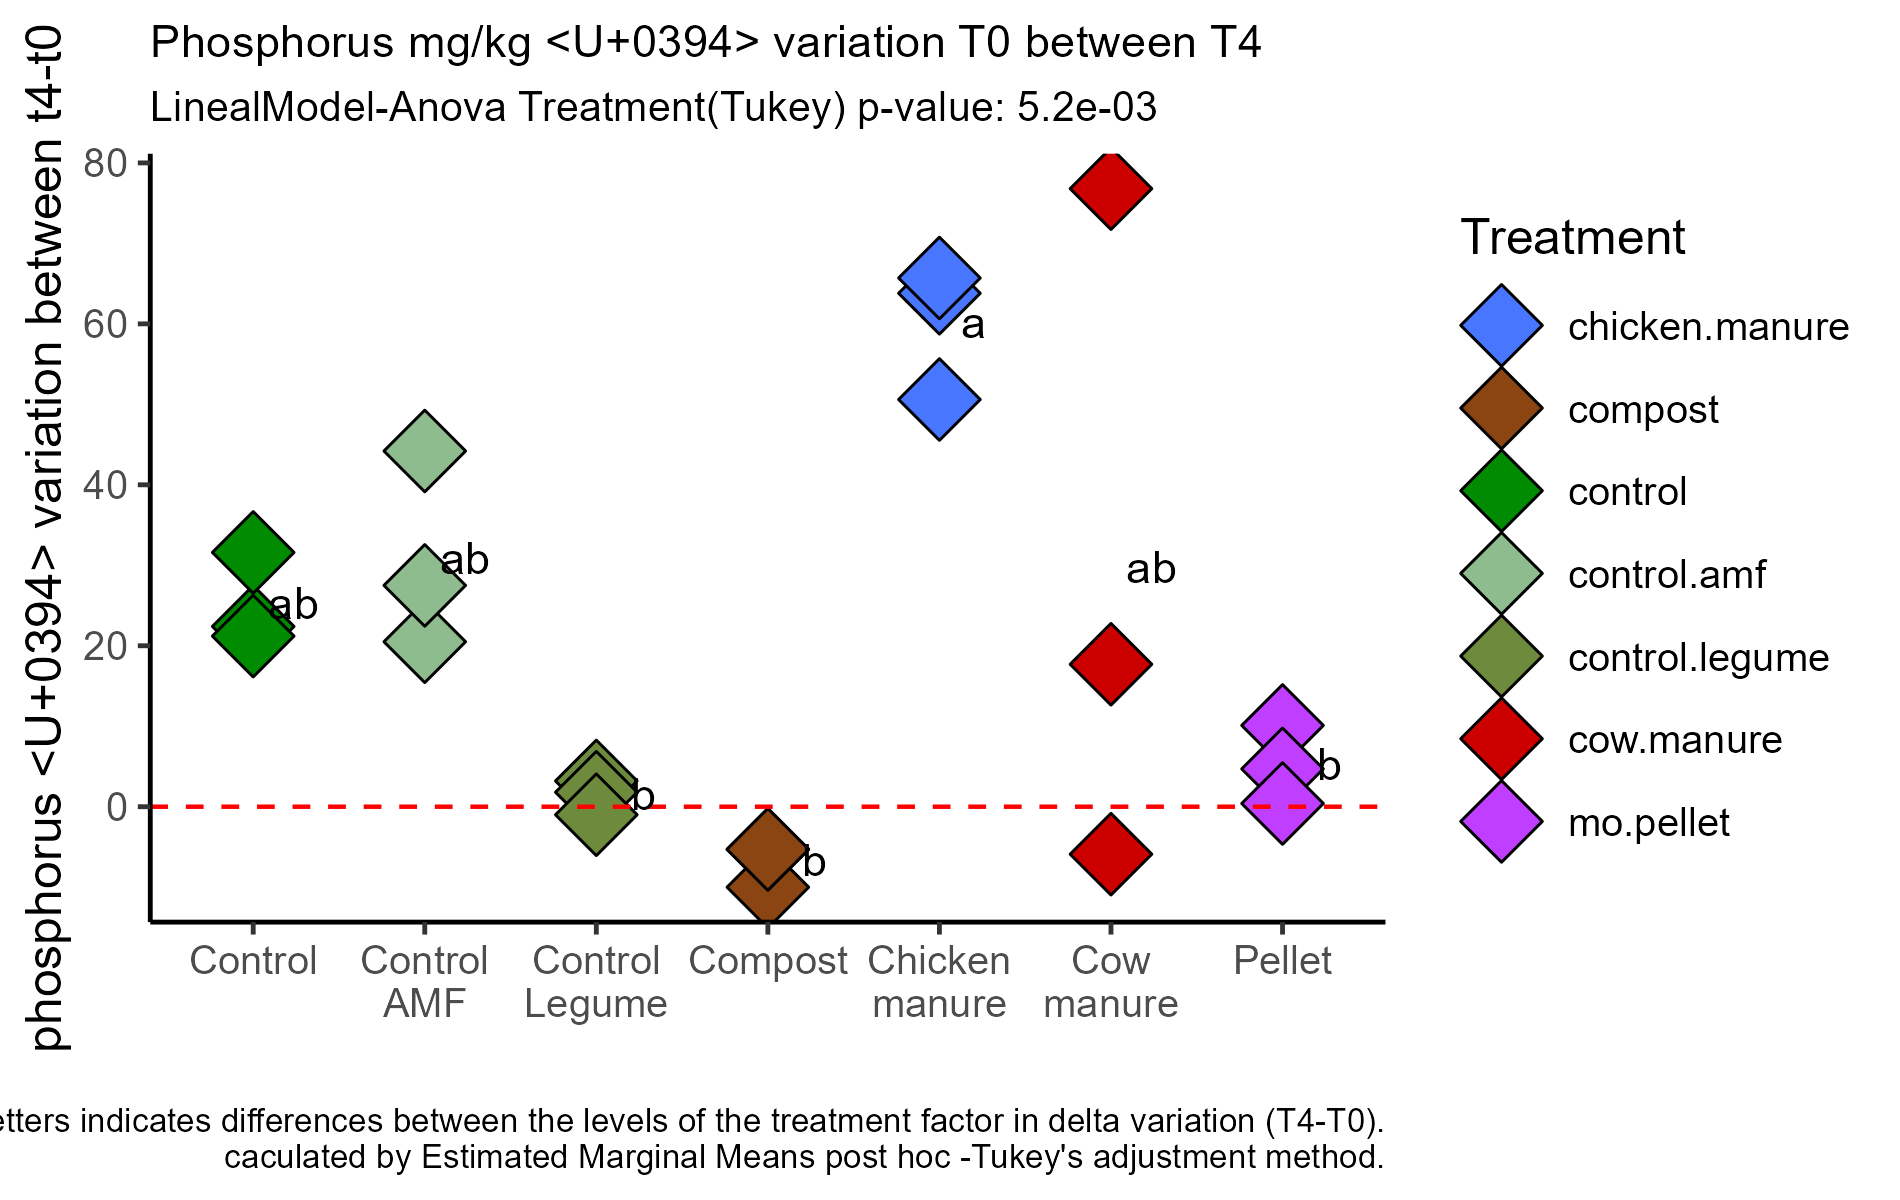 Phosphorus mg/kg <U+0394> variation T0 between T4
LinealModel-Anova Treatment(Tukey) p-value: 5.2e-03
phosphorus <U+0394> variation between t4-t0
80
60
40
20
0
ab
ab
b
b
a
ab
b
Control
Control
AMF
Control
Legume
Compost
Chicken
manure
Cow
manure
Pellet
Treatment
chicken.manure
compost
control
control.amf
control.legume
cow.manure
mo.pellet
etters indicates differences between the levels of the treatment factor in delta variation (T4-T0).
caculated by Estimated Marginal Means post hoc -Tukey's adjustment method.